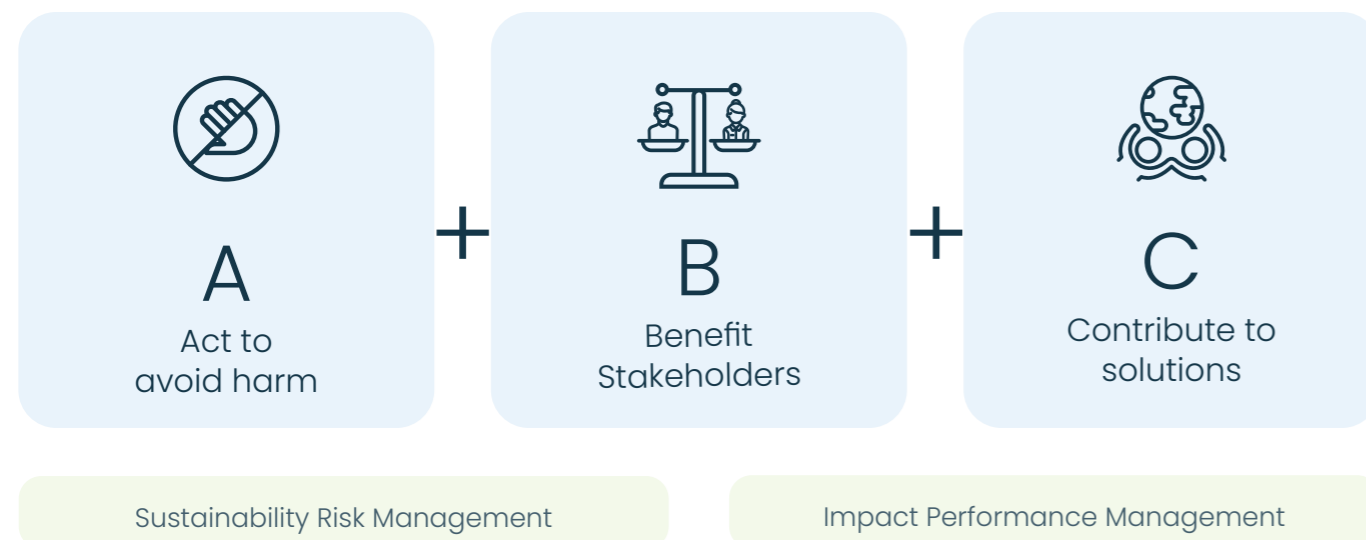 A
Act to
avoid harm
+
B
Benefit
Stakeholders
+
C
Contribute to
solutions
Sustainability Risk Management
Impact Performance Management